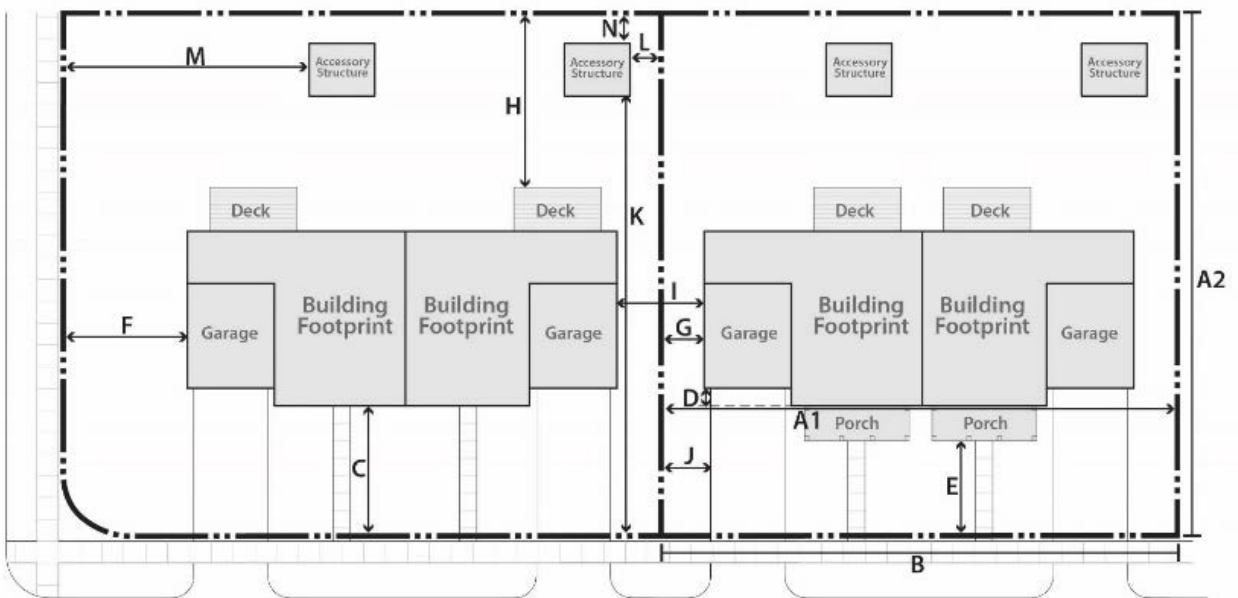 N
L
M
Accessory
Structure
Accessory
Structure
Accessory
Structure
Accessory
Structure
H
K
Deck
Deck
Deck
Deck
A2
I
Building
Footprint
Building
Footprint
Building
Footprint
Building
Footprint
F
Garage
Garage
G
Garage
Garage
D
A1
Porch
Porch
C
J
E
B